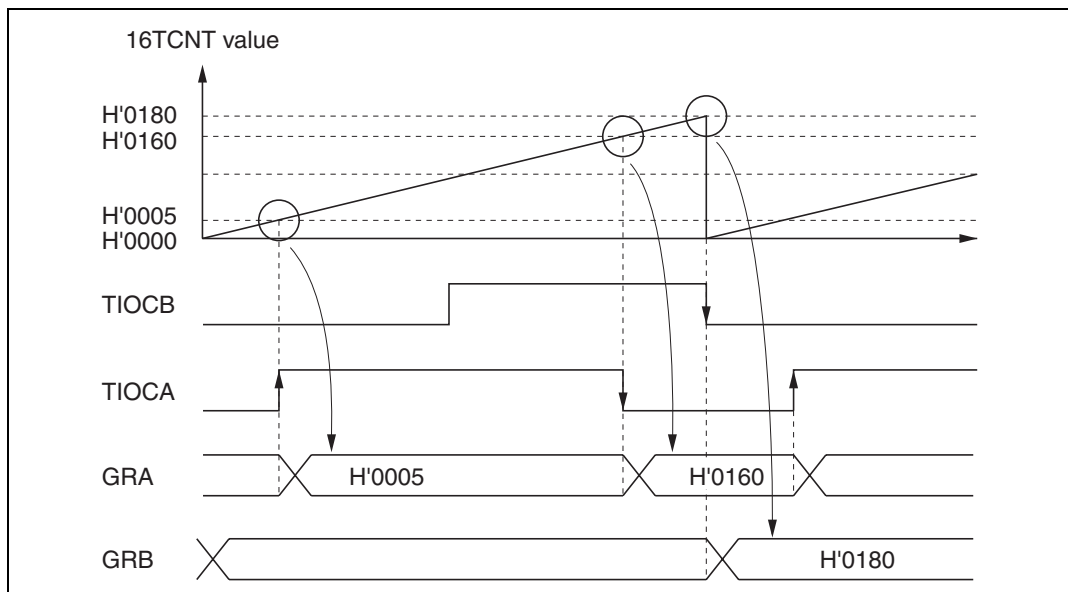 16TCNT value
H'0180
H'0160
H'0005
H'0000
TIOCB
TIOCA
GRA
H'0005
H'0160
GRB
H'0180